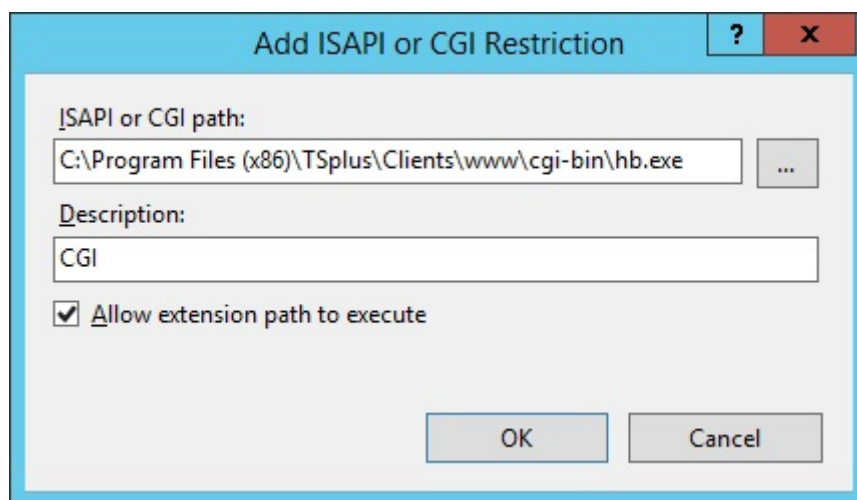 Add ISAPI or CGI Restriction
?
x
ISAPI or CGI path:
C:\Program Files (x86)\TSplus\Clients\www\cgi-bin\hb.exe
...
Description:
CGI
Allow extension path to execute
OK
Cancel